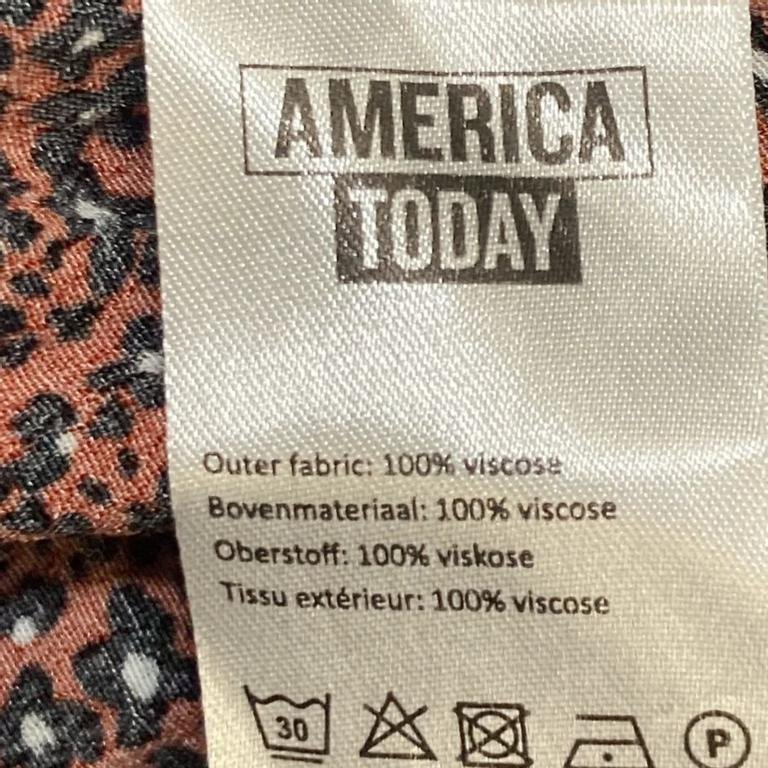 AMERICA
TODAY
Outer fabric: 100% viscose
Bovenmateriaal: 100% viscose
Oberstoff: 100% viskose
Tissu extérieur: 100% viscose
30 P